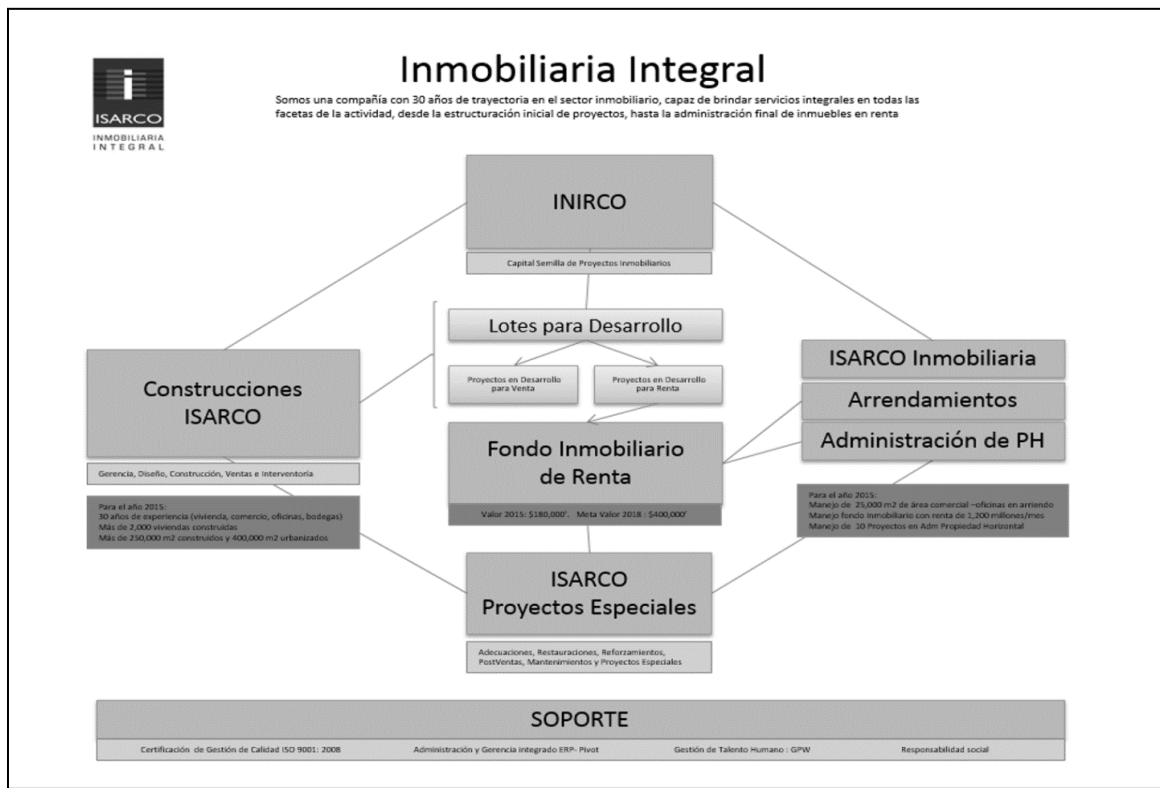 ISARCO
INMOBILIARIA
INTEGRAL
Inmobiliaria Integral
Somos una compañía con 30 años de trayectoria en el sector inmobiliario, capaz de brindar servicios integrales en todas las
facetas de la actividad, desde la estructuración inicial de proyectos, hasta la administración final de inmuebles en renta
INIRCO
Capital Semilla de Proyectos Inmobiliarios
Lotes para Desarrollo
Proyectos en Desarrollo
para Venta
Proyectos en Desarrollo
para Renta
Construcciones
ISARCO
Gerencia, Diseño, Construcción, Ventas e Interventoría
Para el año 2015:
30 años de experiencia (vivienda, comercio, oficinas, bodegas)
Más de 2,000 viviendas construidas
Más de 250,000 m2 construidos y 400,000 m2 urbanizados
Fondo Inmobiliario
de Renta
Valor 2015: $180,000'. Meta Valor 2018 : $400,000'
ISARCO Inmobiliaria
Arrendamientos
Administración de PH
Para el año 2015:
Manejo de 25,000 m2 de área comercial –oficinas en arriendo
Manejo fondo Inmobiliario con renta de 1,200 millones/mes
Manejo de 10 Proyectos en Adm Propiedad Horizontal
ISARCO
Proyectos Especiales
Adecuaciones, Restauraciones, Reforzamientos,
PostVentas, Mantenimientos y Proyectos Especiales
SOPORTE
Certificación de Gestión de Calidad ISO 9001: 2008
Administración y Gerencia integrado ERP- Pivot
Gestión de Talento Humano : GPW
Responsabilidad social